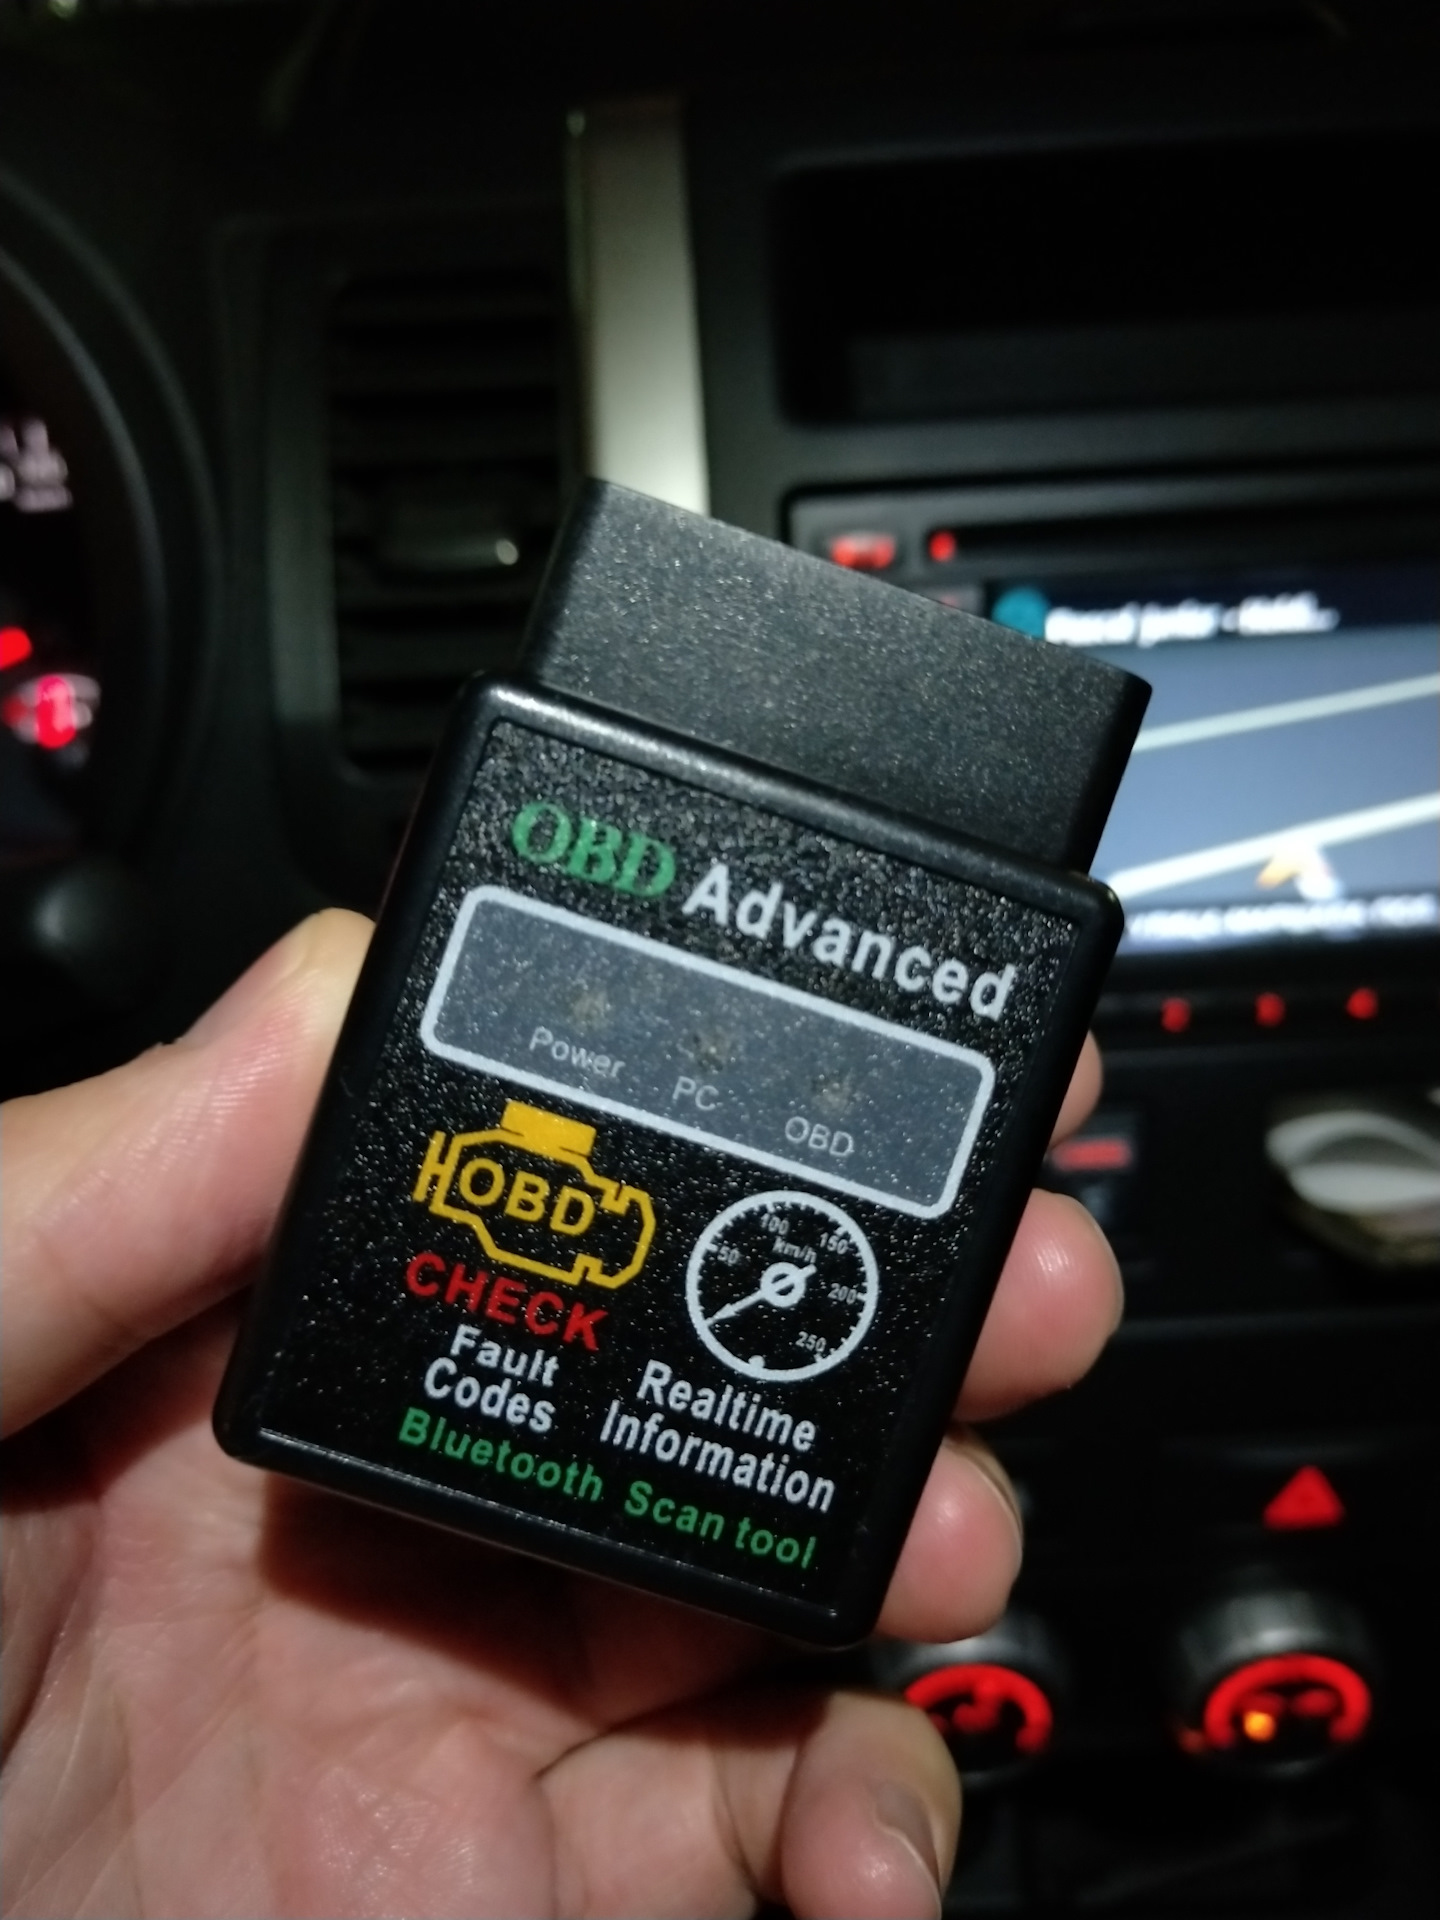 OBD Advanced
Power PC OBD
OBD
CHECK
Fault
Codes
50 100 150 200 250
km/h
Realtime
Information
Bluetooth Scan tool